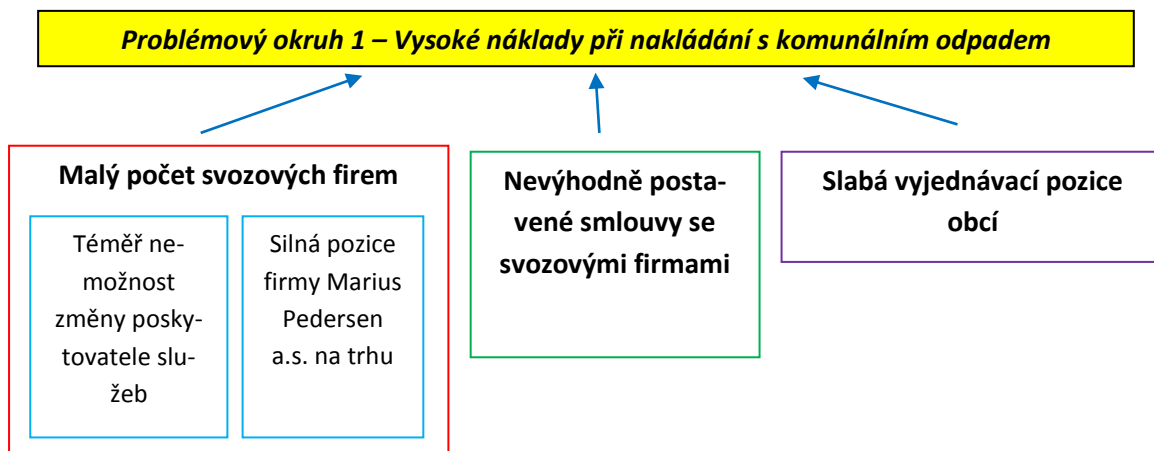 Problémový okruh 1 – Vysoké náklady při nakládání s komunálním odpadem
Malý počet svozových firem
Téměř ne-
možnost
změny posky-
tovatele slu-
žeb
Silná pozice
firmy Marius
Pedersen
a.s. na trhu
Nevýhodně posta-
vené smlouvy se
svozovými firmami
Slabá vyjednávací pozice
obcí